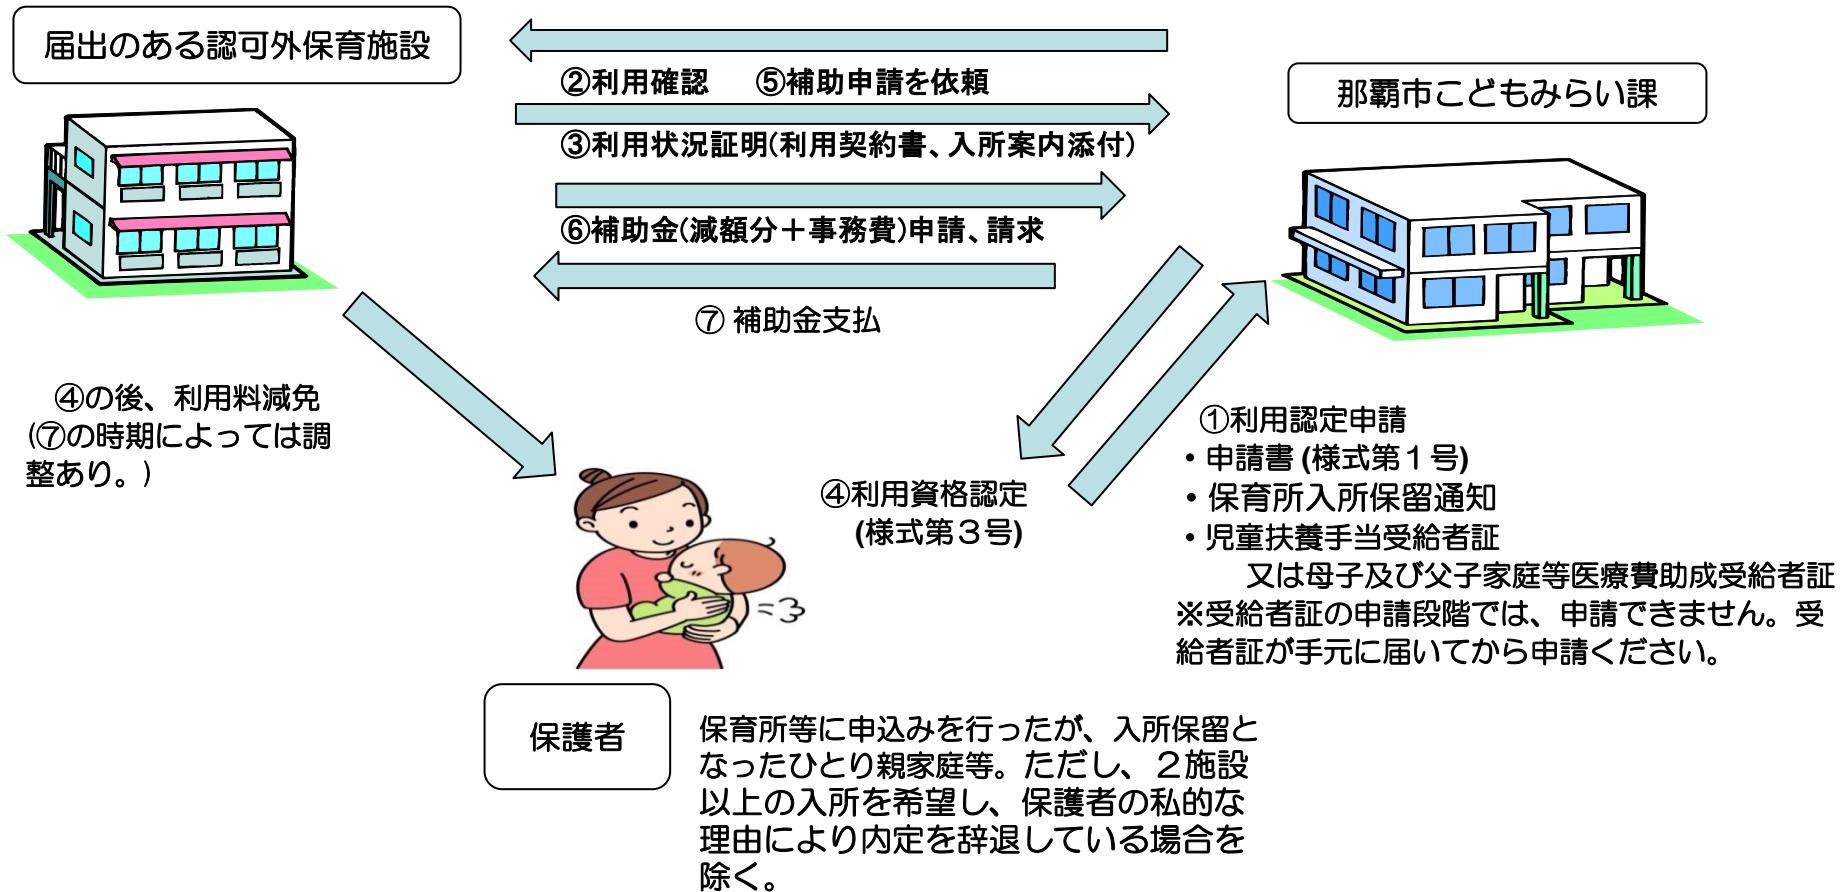 届出のある認可外保育施設
②利用確認　　⑤補助申請を依頼
那覇市こどもみらい課
③利用状況証明(利用契約書、入所案内添付)
⑥補助金(減額分＋事務費)申請、請求
⑦ 補助金支払
④の後、利用料減免
(⑦の時期によっては調
整あり。)
④利用資格認定
(様式第３号)
①利用認定申請
・申請書 (様式第１号)
・保育所入所保留通知
・児童扶養手当受給者証
又は母子及び父子家庭等医療費助成受給者証
※受給者証の申請段階では、申請できません。受
給者証が手元に届いてから申請ください。
保護者
保育所等に申込みを行ったが、入所保留と
なったひとり親家庭等。ただし、２施設
以上の入所を希望し、保護者の私的な
理由により内定を辞退している場合を
除く。